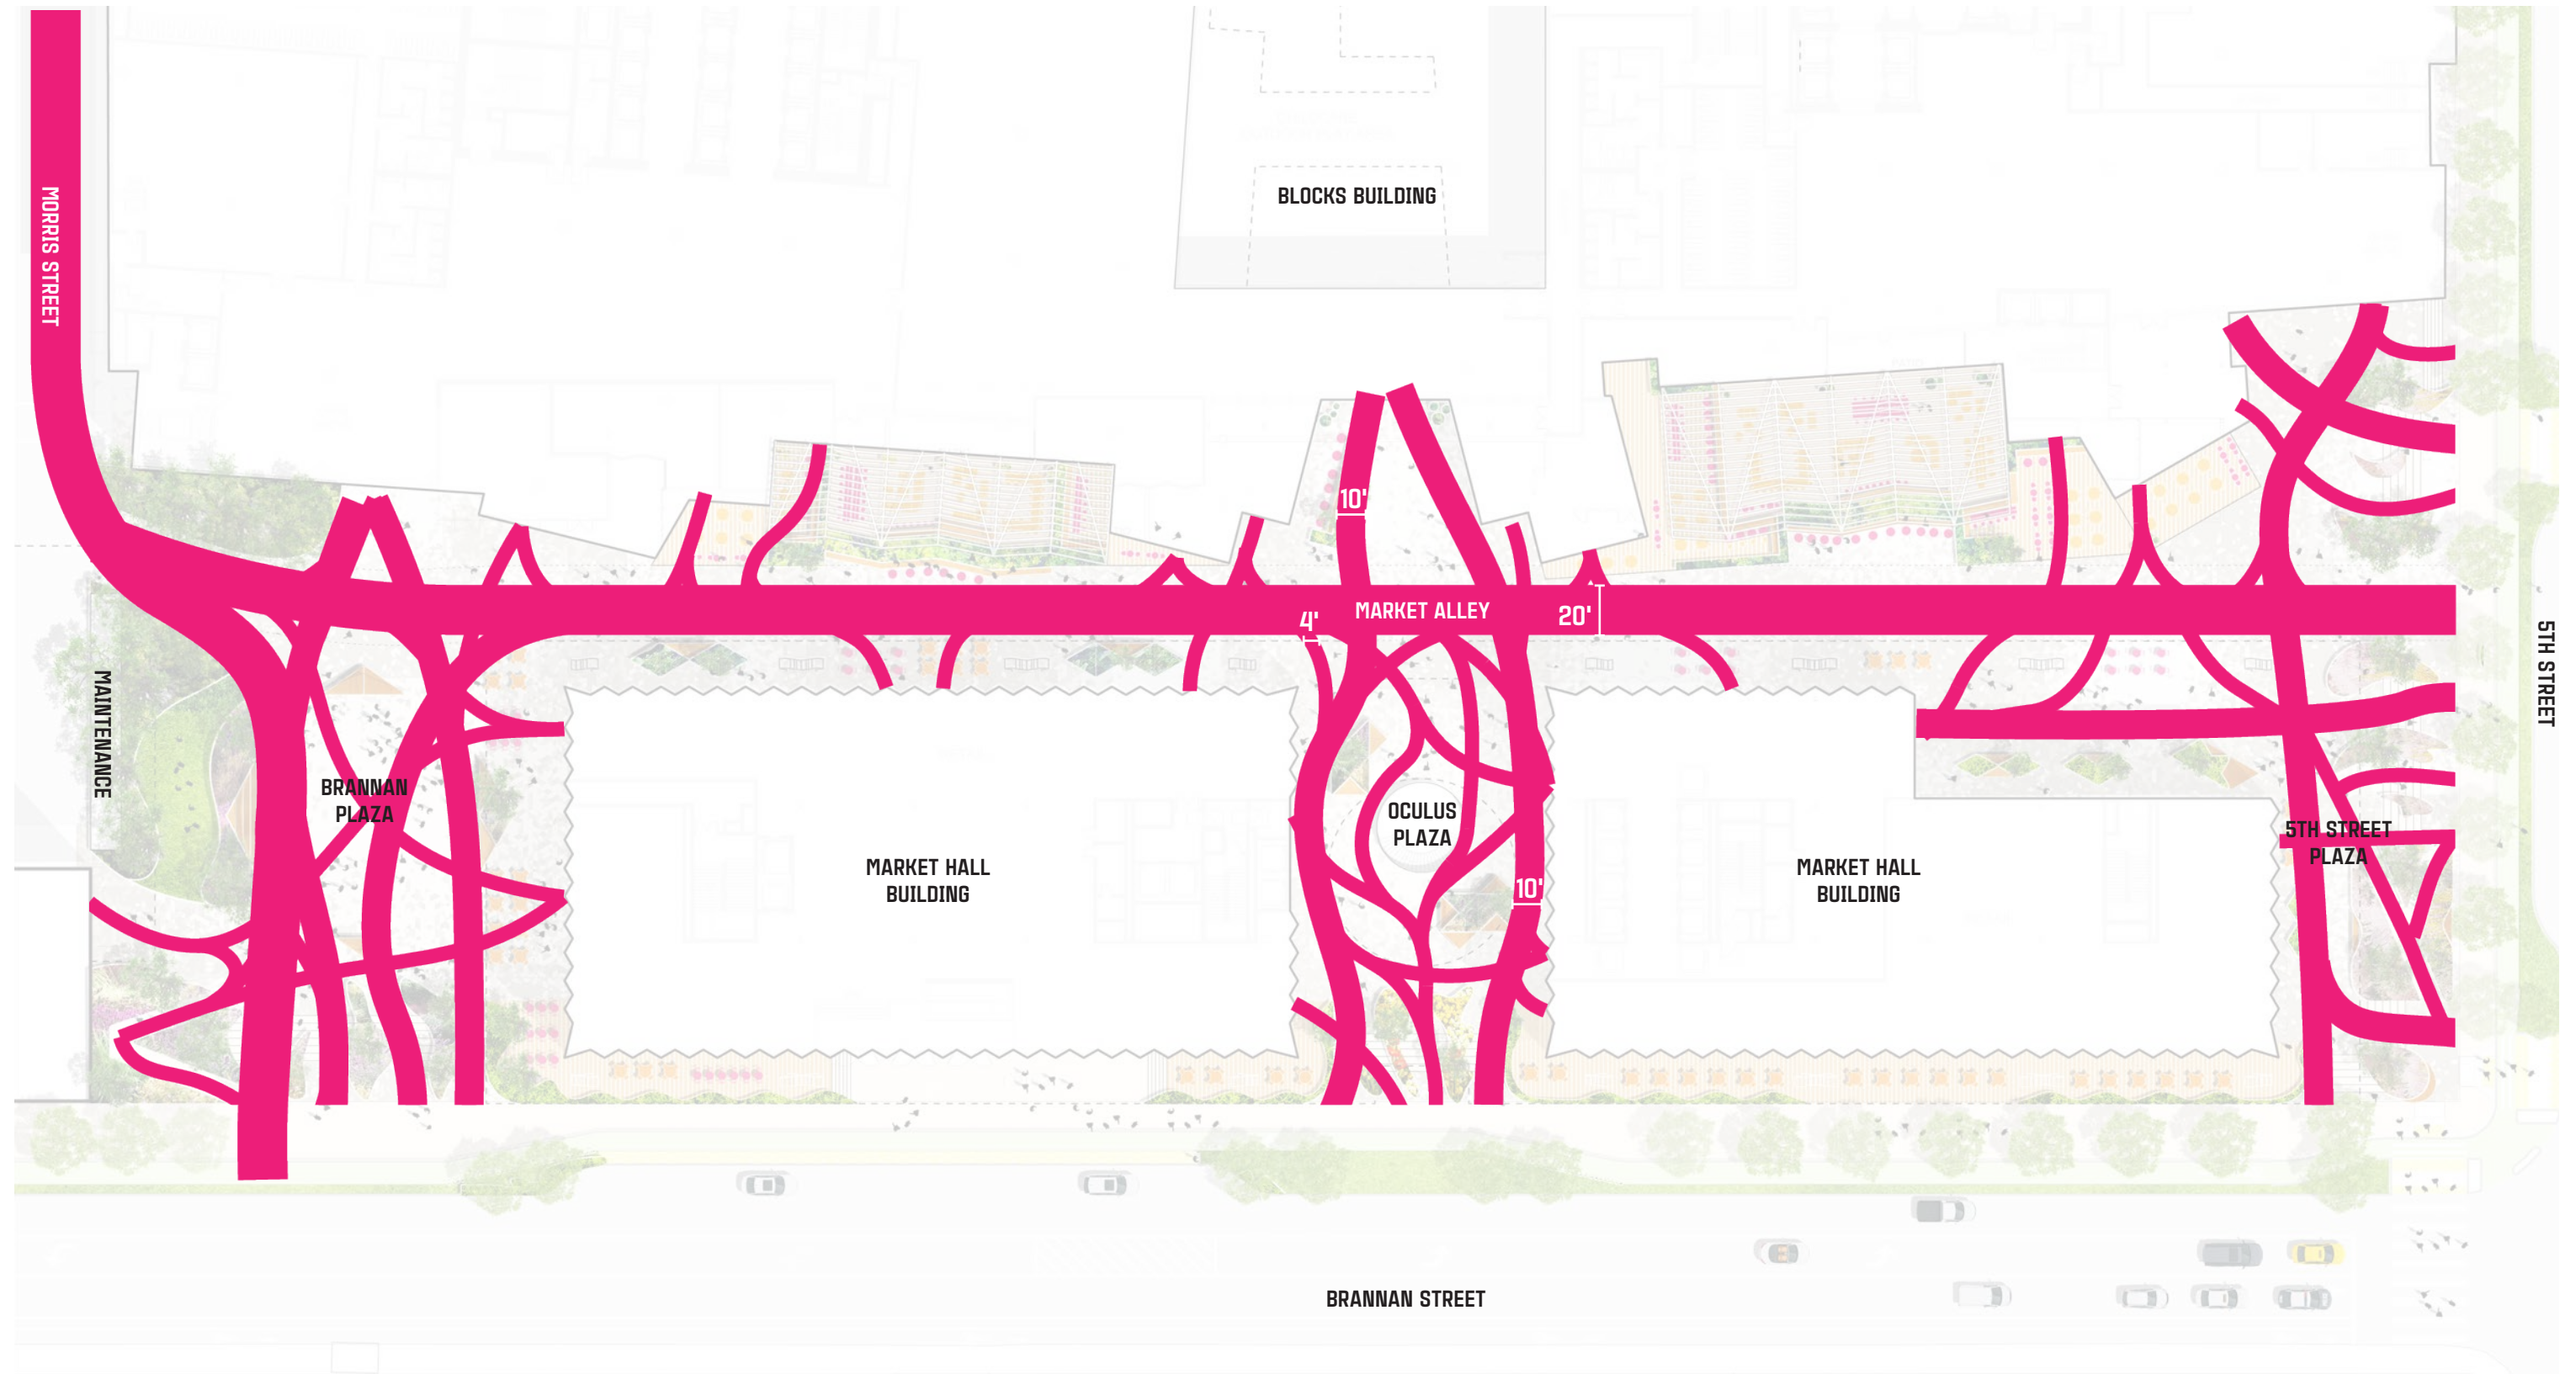 BLOCKS BUILDING
MORRIS STREET
10'
4'
MARKET ALLEY
20'
5TH STREET
MAINTENANCE
BRANNAN
PLAZA
OCULUS
PLAZA
5TH STREET
PLAZA
MARKET HALL
BUILDING
10'
MARKET HALL
BUILDING
BRANNAN STREET